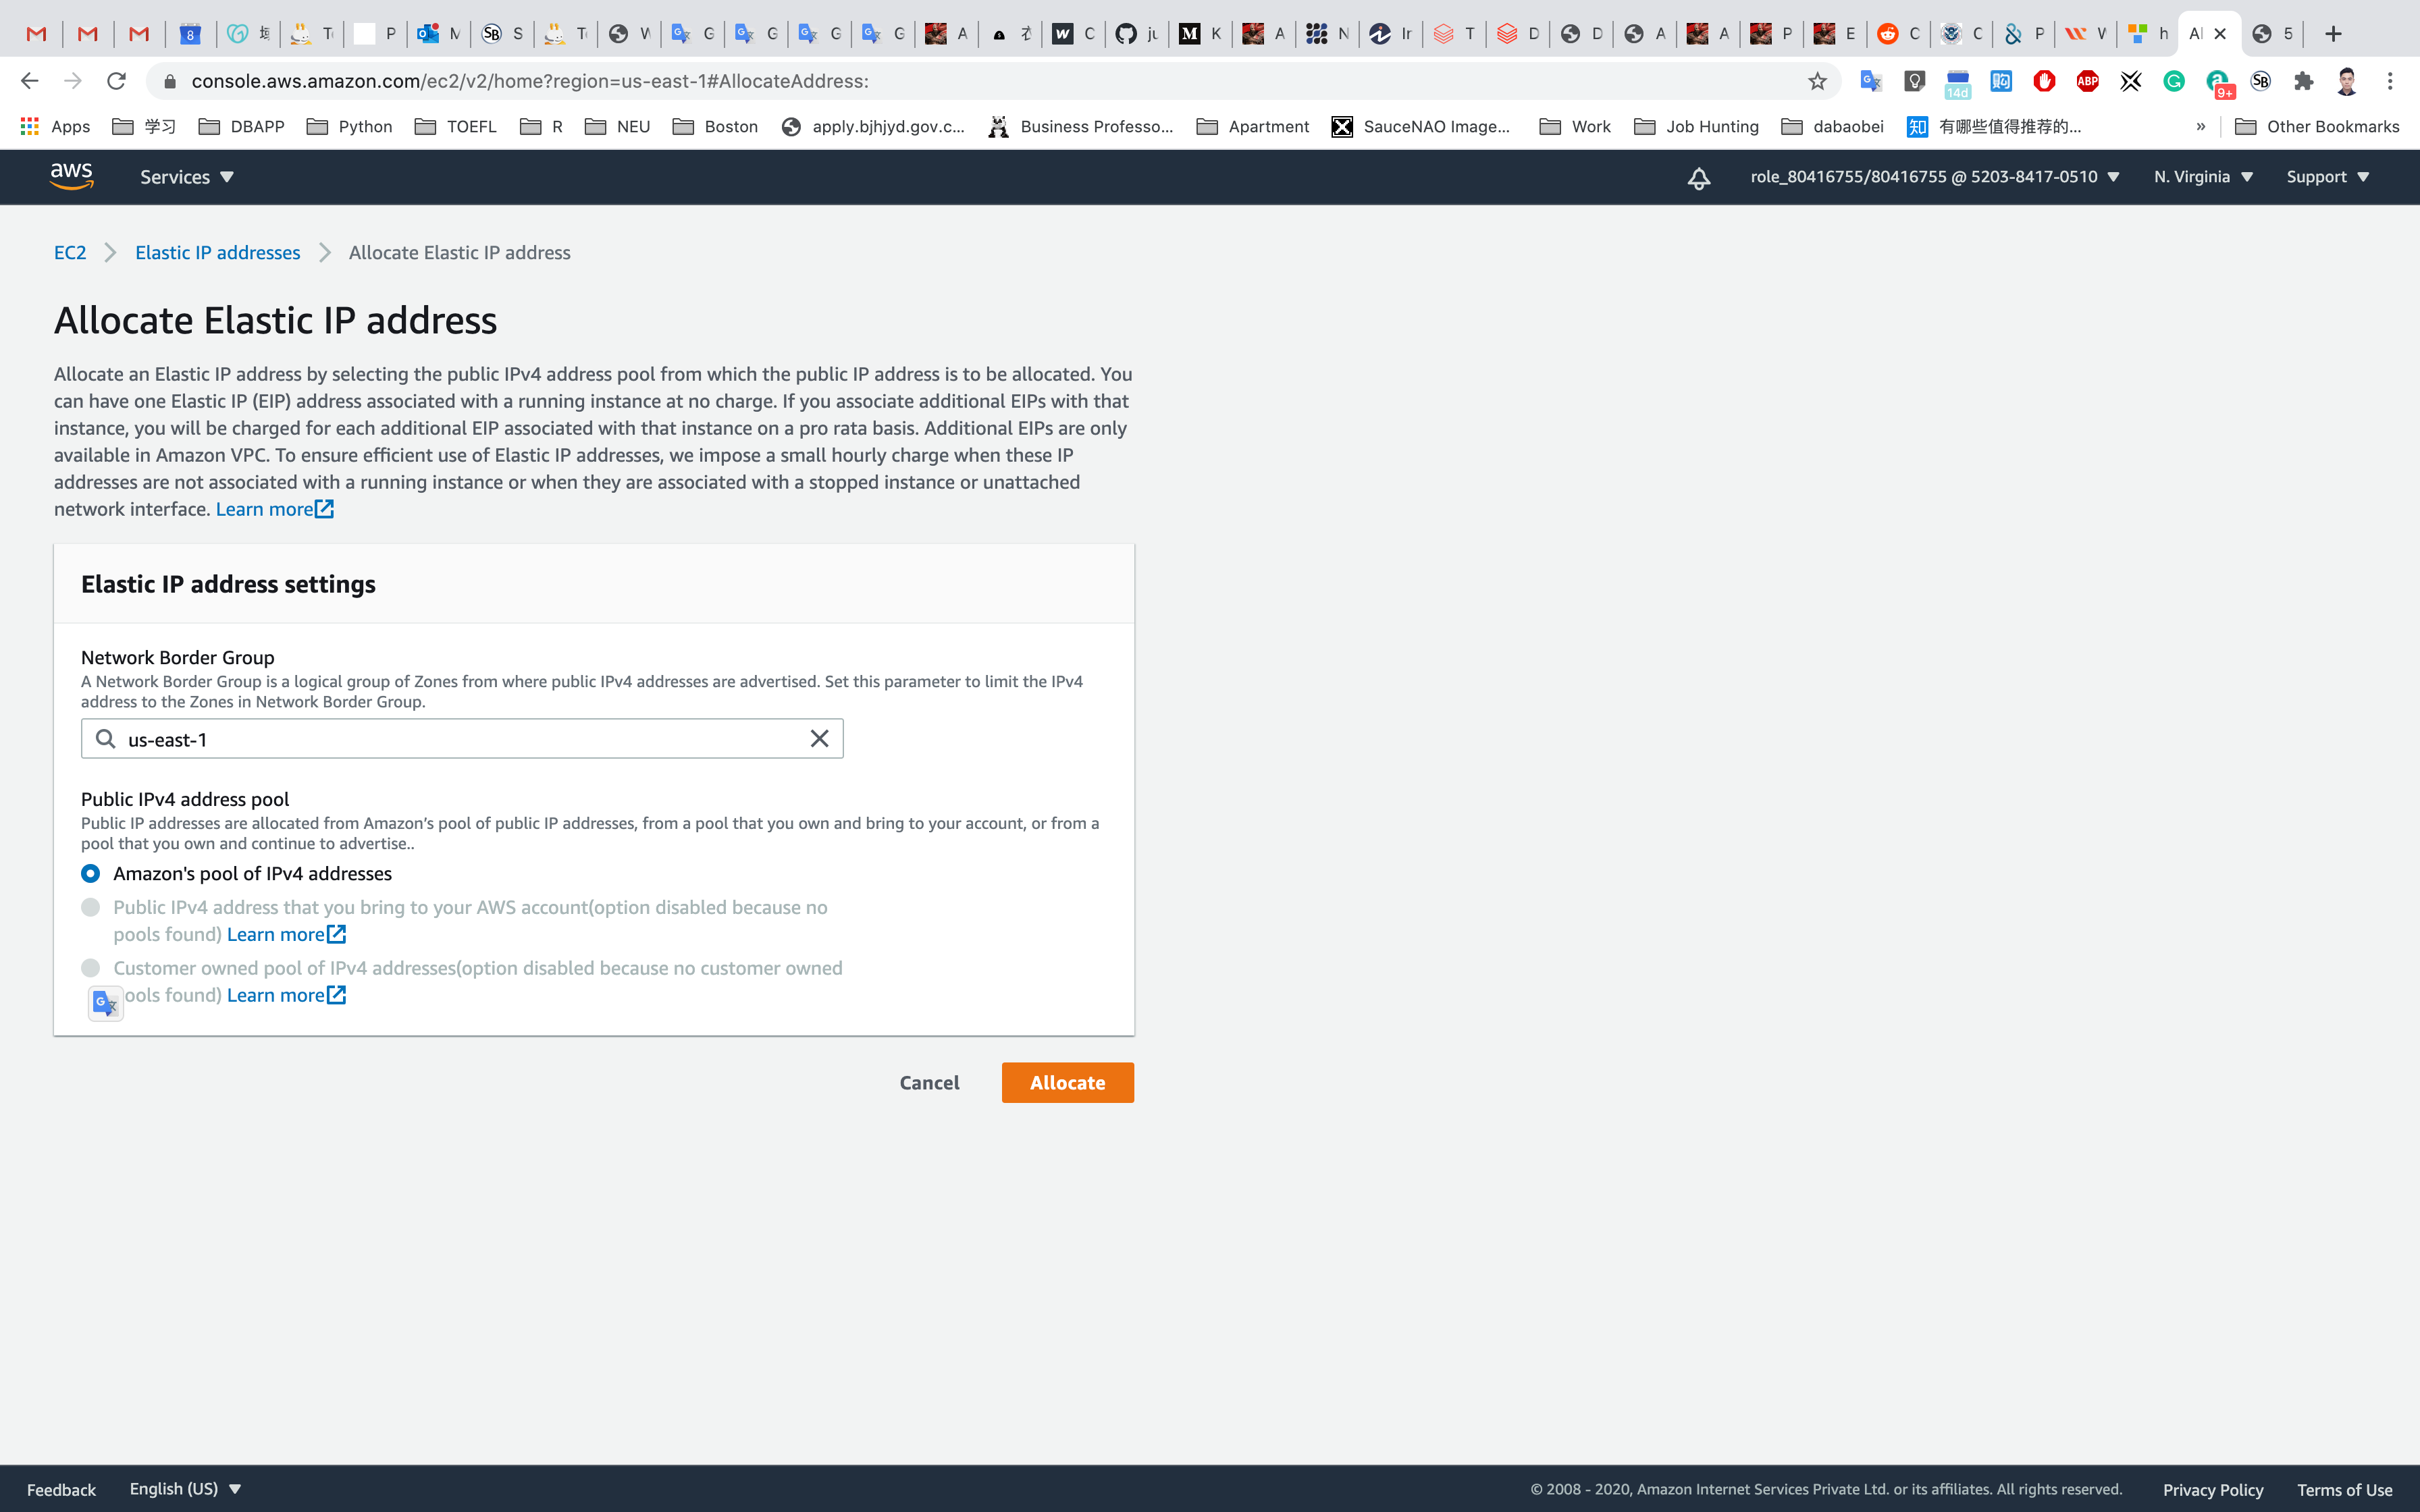 8 Te P M S Te W G G G G A C ju K A N In T D D A A P E C C P W h Al 5
console.aws.amazon.com/ec2/v2/home?region=us-east-1#AllocateAddress:
14d ABP 9+
Apps 学习 DBAPP Python TOEFL R NEU Boston apply.bjhjyd.gov.c... Business Professo... Apartment SauceNAO Image... Work Job Hunting dabaobei 知 有哪些值得推荐的... » Other Bookmarks
aws Services role_80416755/80416755 @ 5203-8417-0510 N. Virginia Support
EC2 Elastic IP addresses Allocate Elastic IP address
Allocate Elastic IP address
Allocate an Elastic IP address by selecting the public IPv4 address pool from which the public IP address is to be allocated. You
can have one Elastic IP (EIP) address associated with a running instance at no charge. If you associate additional EIPs with that
instance, you will be charged for each additional EIP associated with that instance on a pro rata basis. Additional EIPs are only
available in Amazon VPC. To ensure efficient use of Elastic IP addresses, we impose a small hourly charge when these IP
addresses are not associated with a running instance or when they are associated with a stopped instance or unattached
network interface. Learn more
Elastic IP address settings
Network Border Group
A Network Border Group is a logical group of Zones from where public IPv4 addresses are advertised. Set this parameter to limit the IPv4
address to the Zones in Network Border Group.
us-east-1
Public IPv4 address pool
Public IP addresses are allocated from Amazon’s pool of public IP addresses, from a pool that you own and bring to your account, or from a
pool that you own and continue to advertise..
Amazon's pool of IPv4 addresses
Public IPv4 address that you bring to your AWS account(option disabled because no
pools found) Learn more
Customer owned pool of IPv4 addresses(option disabled because no customer owned
ools found) Learn more
Cancel Allocate
Feedback English (US) © 2008 - 2020, Amazon Internet Services Private Ltd. or its affiliates. All rights reserved. Privacy Policy Terms of Use